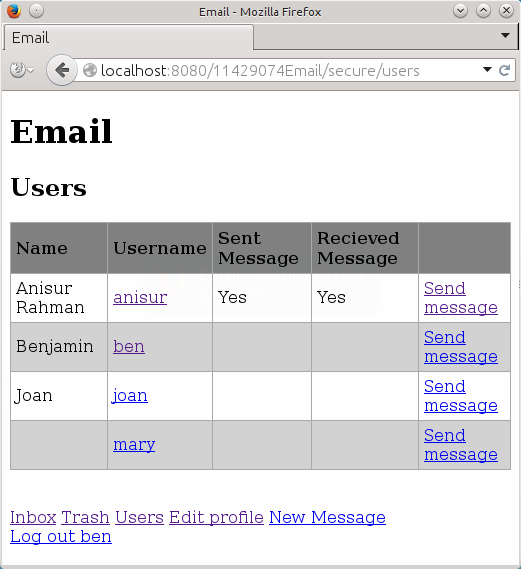 Email - Mozilla Firefox
Email
localhost:8080/11429074Email/secure/users
Email
Users
Name Username Sent Message Recieved Message
Anisur Rahman anisur Yes Yes Send message
Benjamin ben Send message
Joan joan Send message
mary Send message
Inbox Trash Users Edit profile New Message
Log out ben